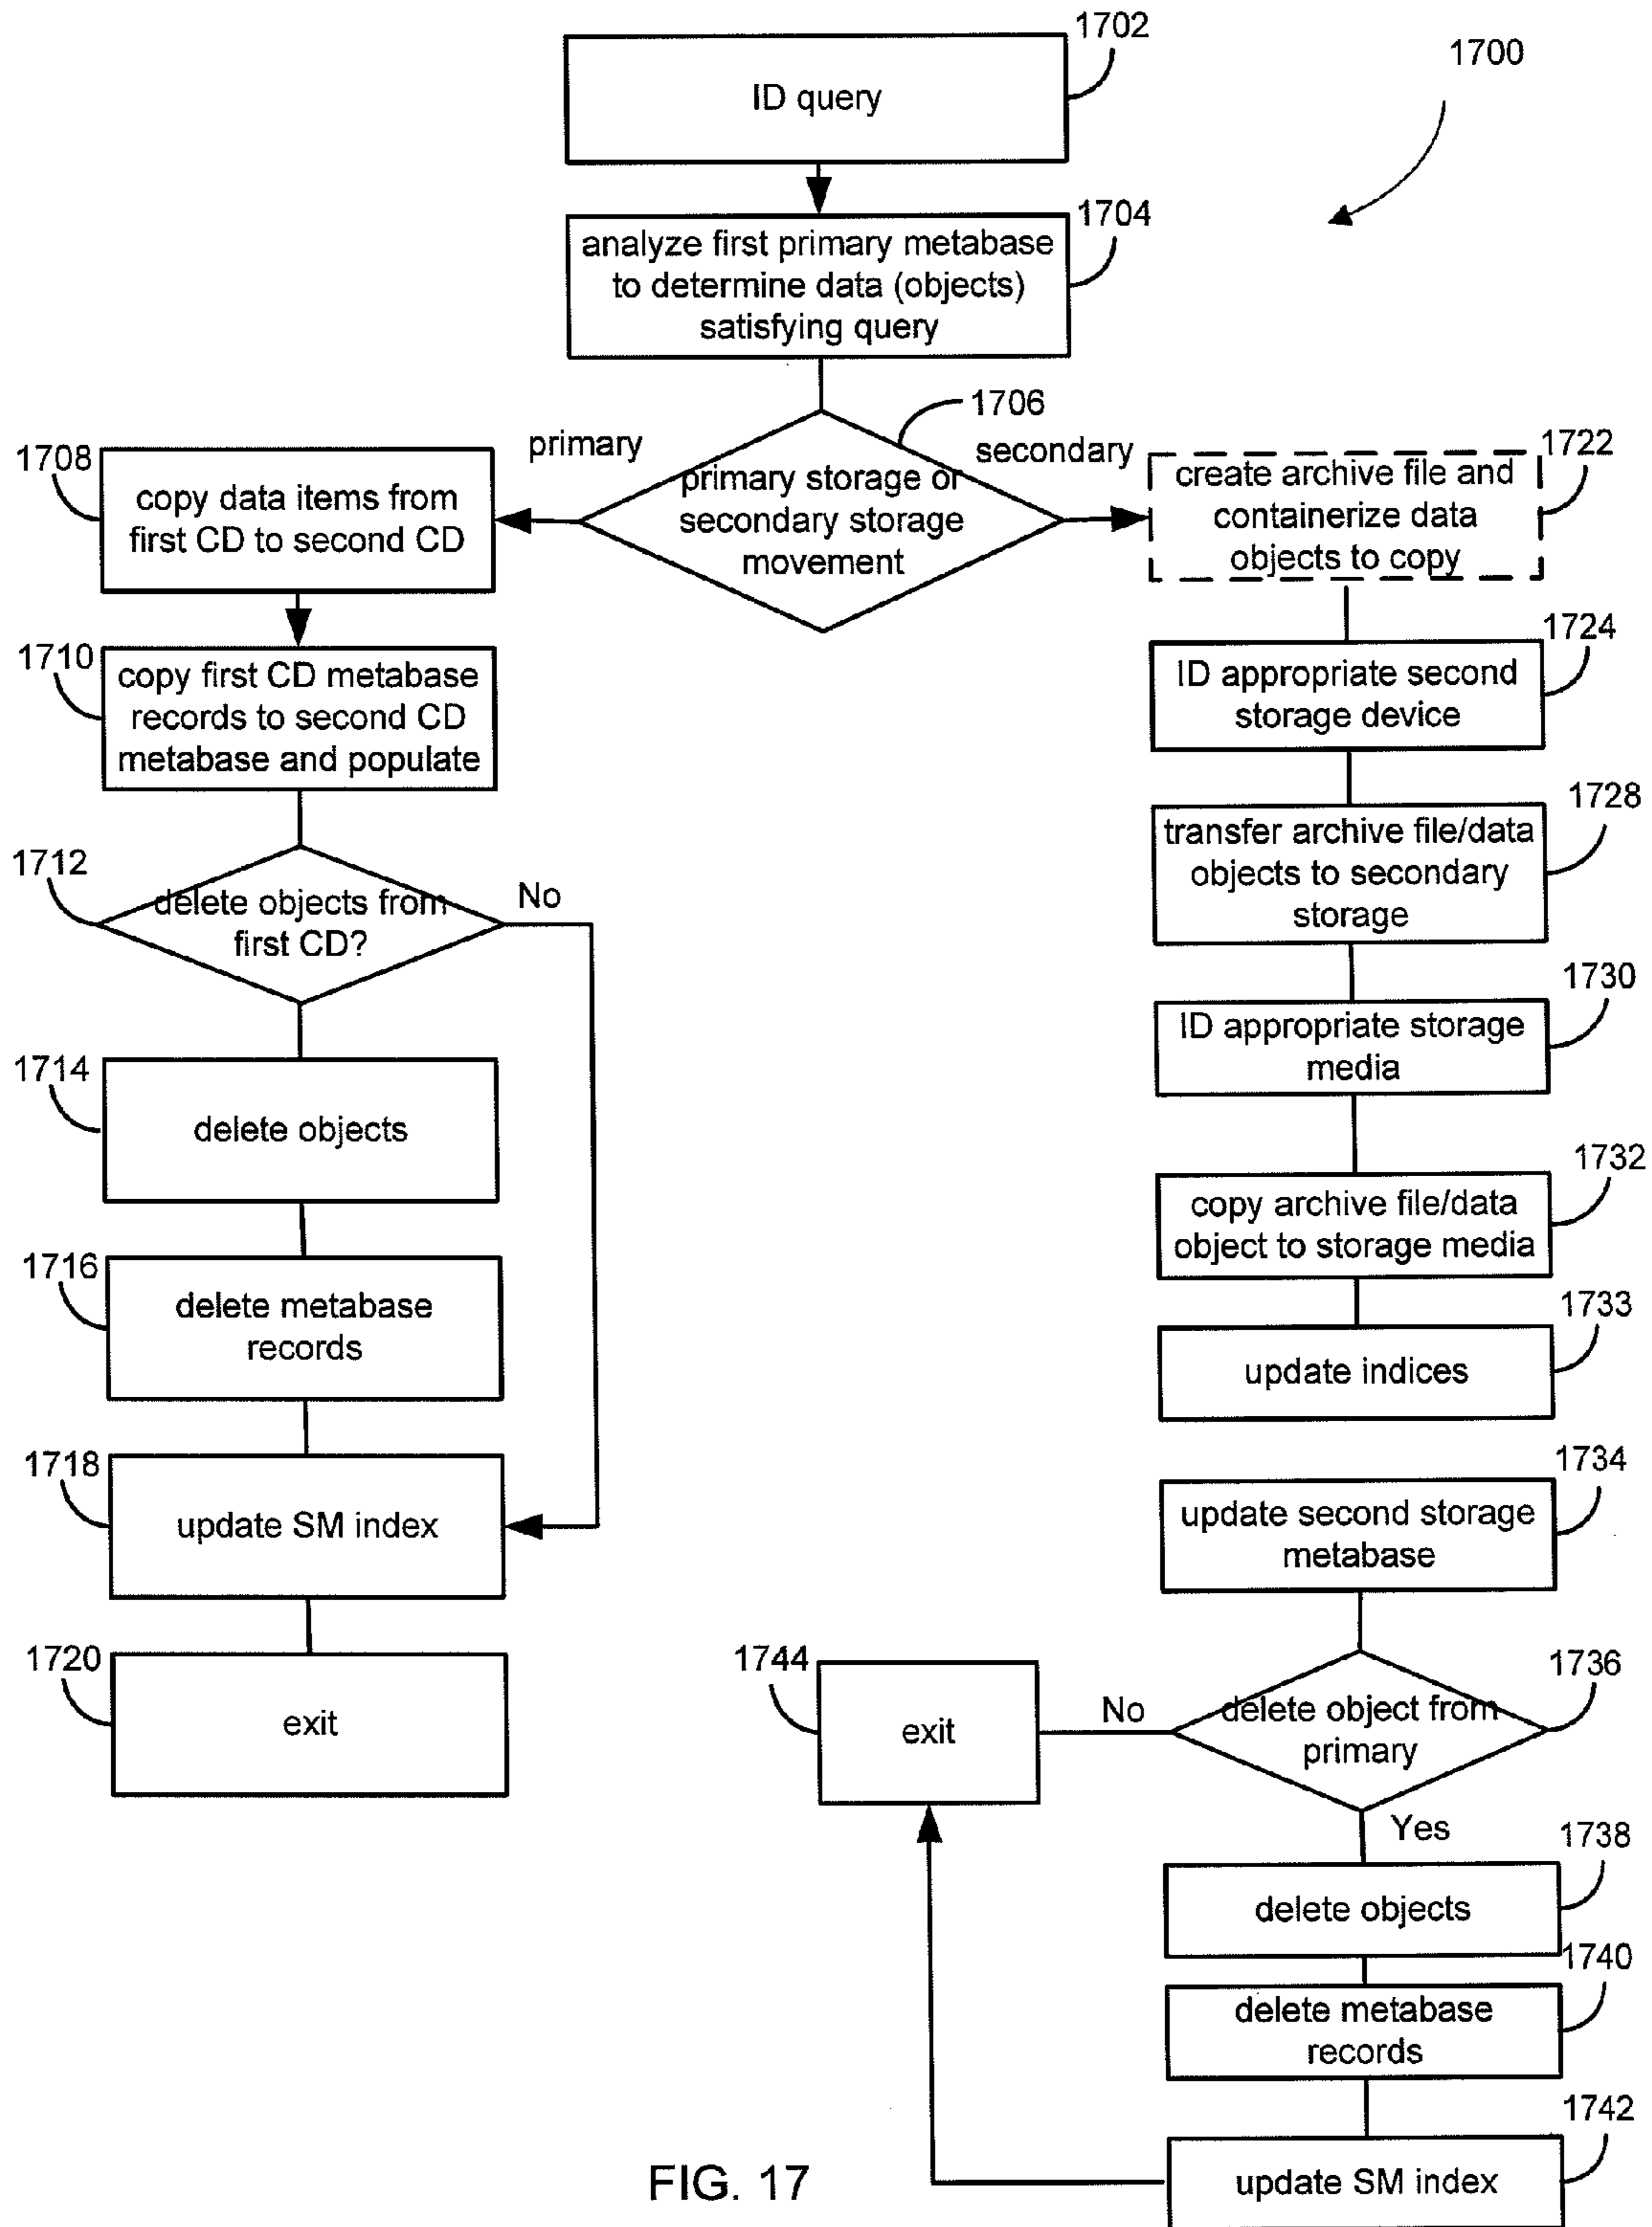 1702
1700
ID query
1704
analyze first primary metabase
to determine data (objects)
satisfying query
1706
primary
secondary
primary storage or
secondary storage
movement
1708
copy data items from
first CD to second CD
1722
create archive file and
containerize data
objects to copy
1710
copy first CD metabase
records to second CD
metabase and populate
1724
ID appropriate second
storage device
1728
transfer archive file/data
objects to secondary
storage
1712
delete objects from
first CD?
No
1730
ID appropriate storage
media
1714
delete objects
1732
copy archive file/data
object to storage media
1716
delete metabase
records
1733
update indices
1718
update SM index
1734
update second storage
metabase
1720
exit
1744
exit
No
1736
delete object from
primary
Yes
1738
delete objects
1740
delete metabase
records
1742
update SM index
FIG. 17